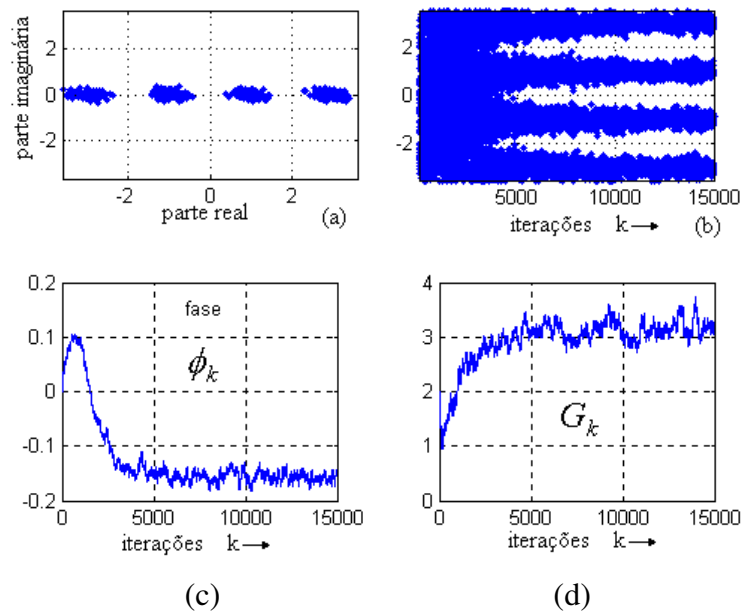 parte imaginária
2
0
-2
-2
0
2
parte real
(a)
2
0
-2
5000
10000
15000
iterações k→
(b)
0.2
0.1
0
-0.1
-0.2
fase
ϕk
0
5000
10000
15000
iterações k→
(c)
4
3
2
1
0
Gk
0
5000
10000
15000
iterações k→
(d)